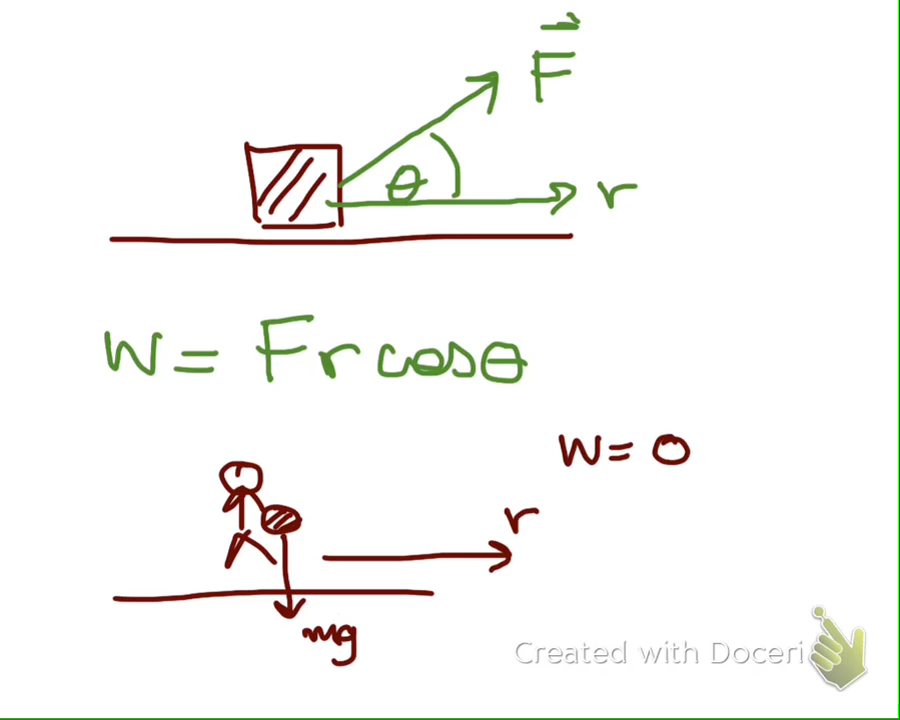 F
θ
r
W = Fr cosθ
W = 0
r
mg
Created with Doceri